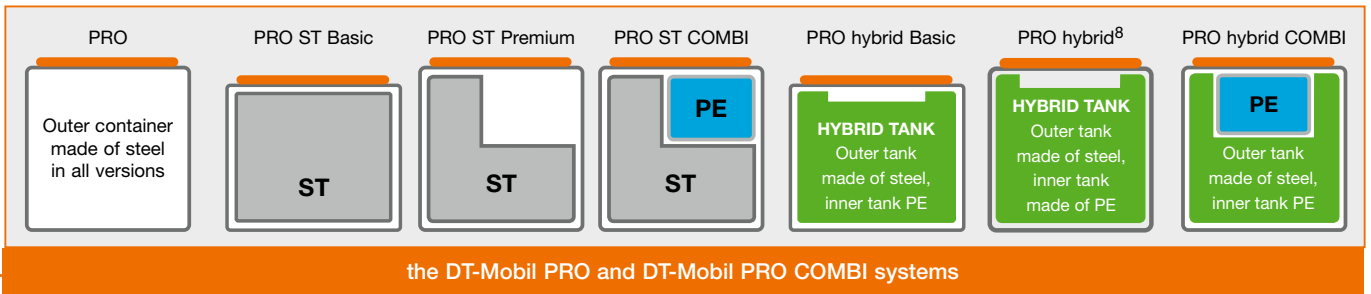 PRO
Outer container
made of steel
in all versions
PRO ST Basic
ST
PRO ST Premium
ST
PRO ST COMBI
PE
ST
PRO hybrid Basic
HYBRID TANK
Outer tank
made of steel,
inner tank PE
PRO hybrid⁸
HYBRID TANK
Outer tank
made of steel,
inner tank
made of PE
PRO hybrid COMBI
PE
Outer tank
made of steel,
inner tank PE
the DT-Mobil PRO and DT-Mobil PRO COMBI systems